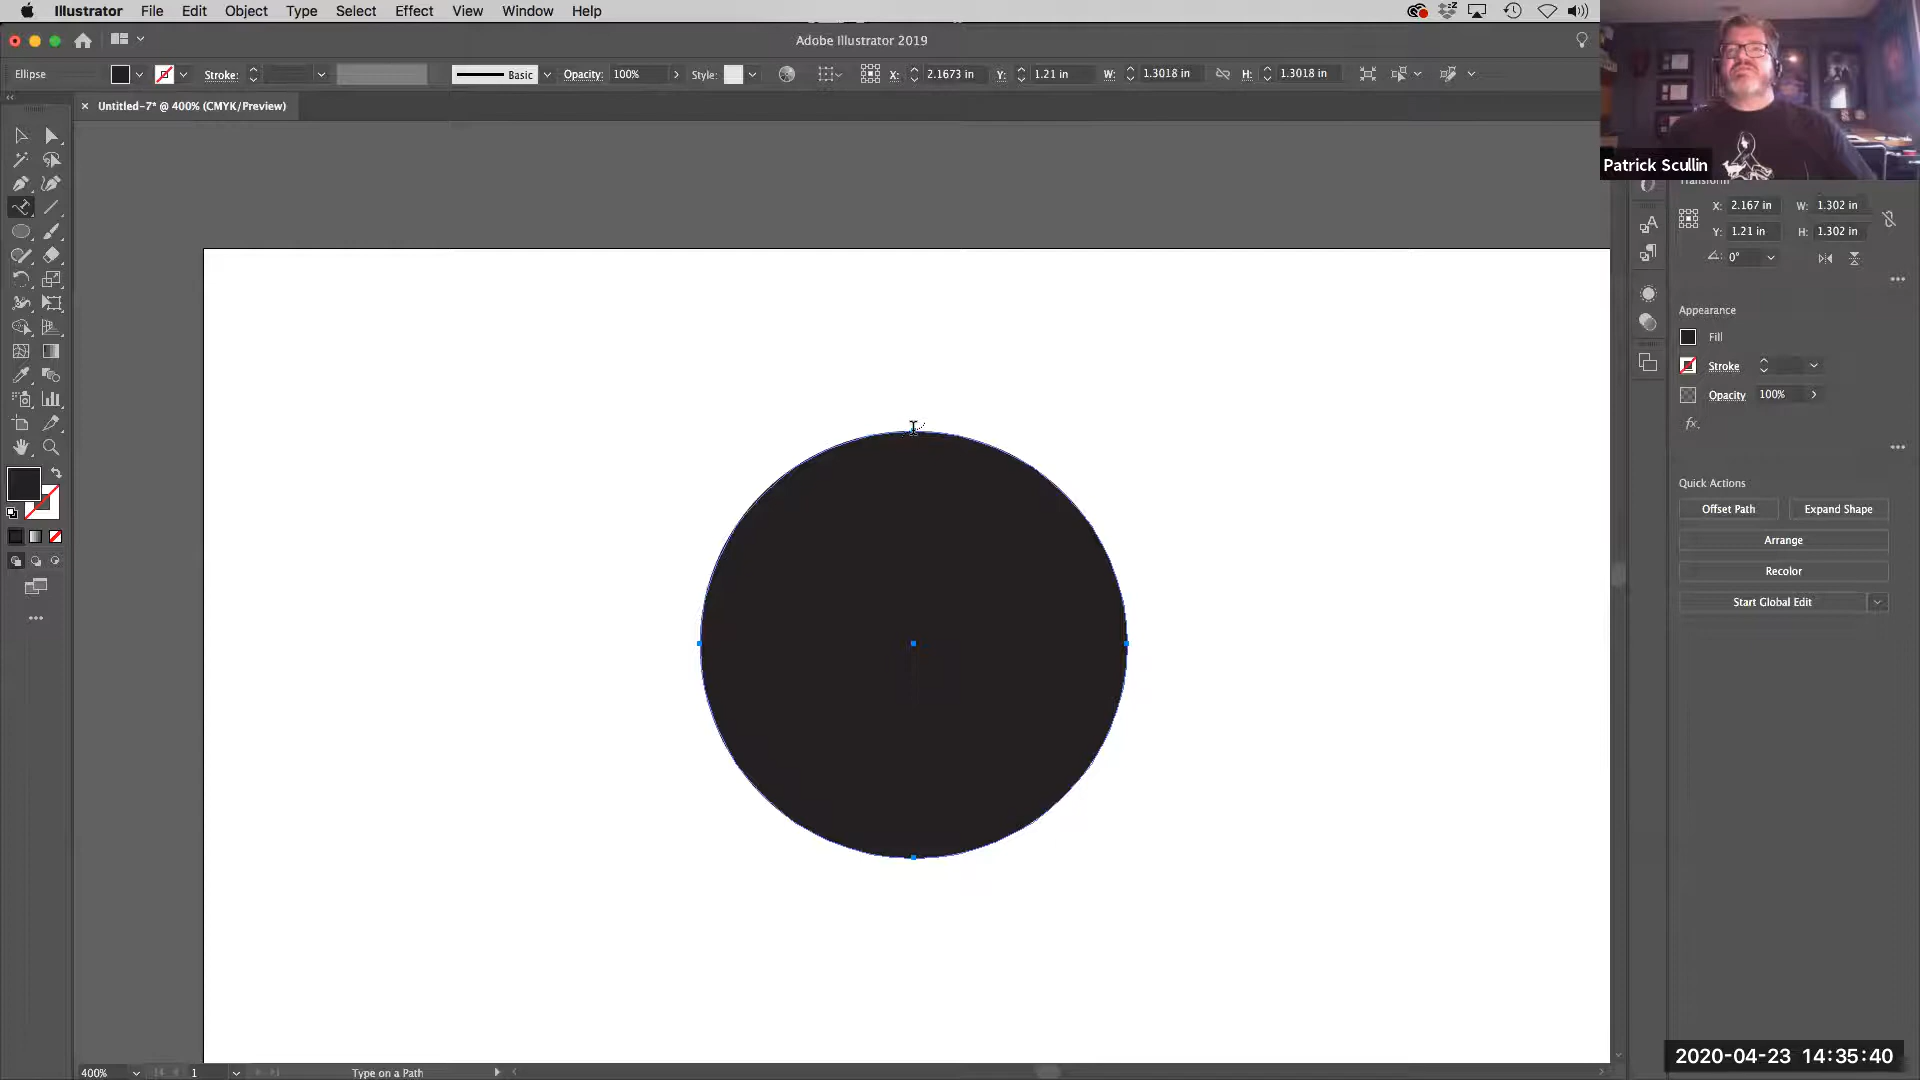 Illustrator File Edit Object Type Select Effect View Window Help
Adobe Illustrator 2019
Ellipse Stroke: Basic Opacity: 100% Style: X: 2.1673 in Y: 1.21 in W: 1.3018 in H: 1.3018 in
× Untitled-7* @ 400% (CMYK/Preview)
Patrick Scullin
Transform
X: 2.167 in W: 1.302 in
Y: 1.21 in H: 1.302 in
0°
Appearance
Fill
Stroke
Opacity 100%
fx.
Quick Actions
Offset Path Expand Shape
Arrange
Recolor
Start Global Edit
2020-04-23 14:35:40
400% 1 Type on a Path